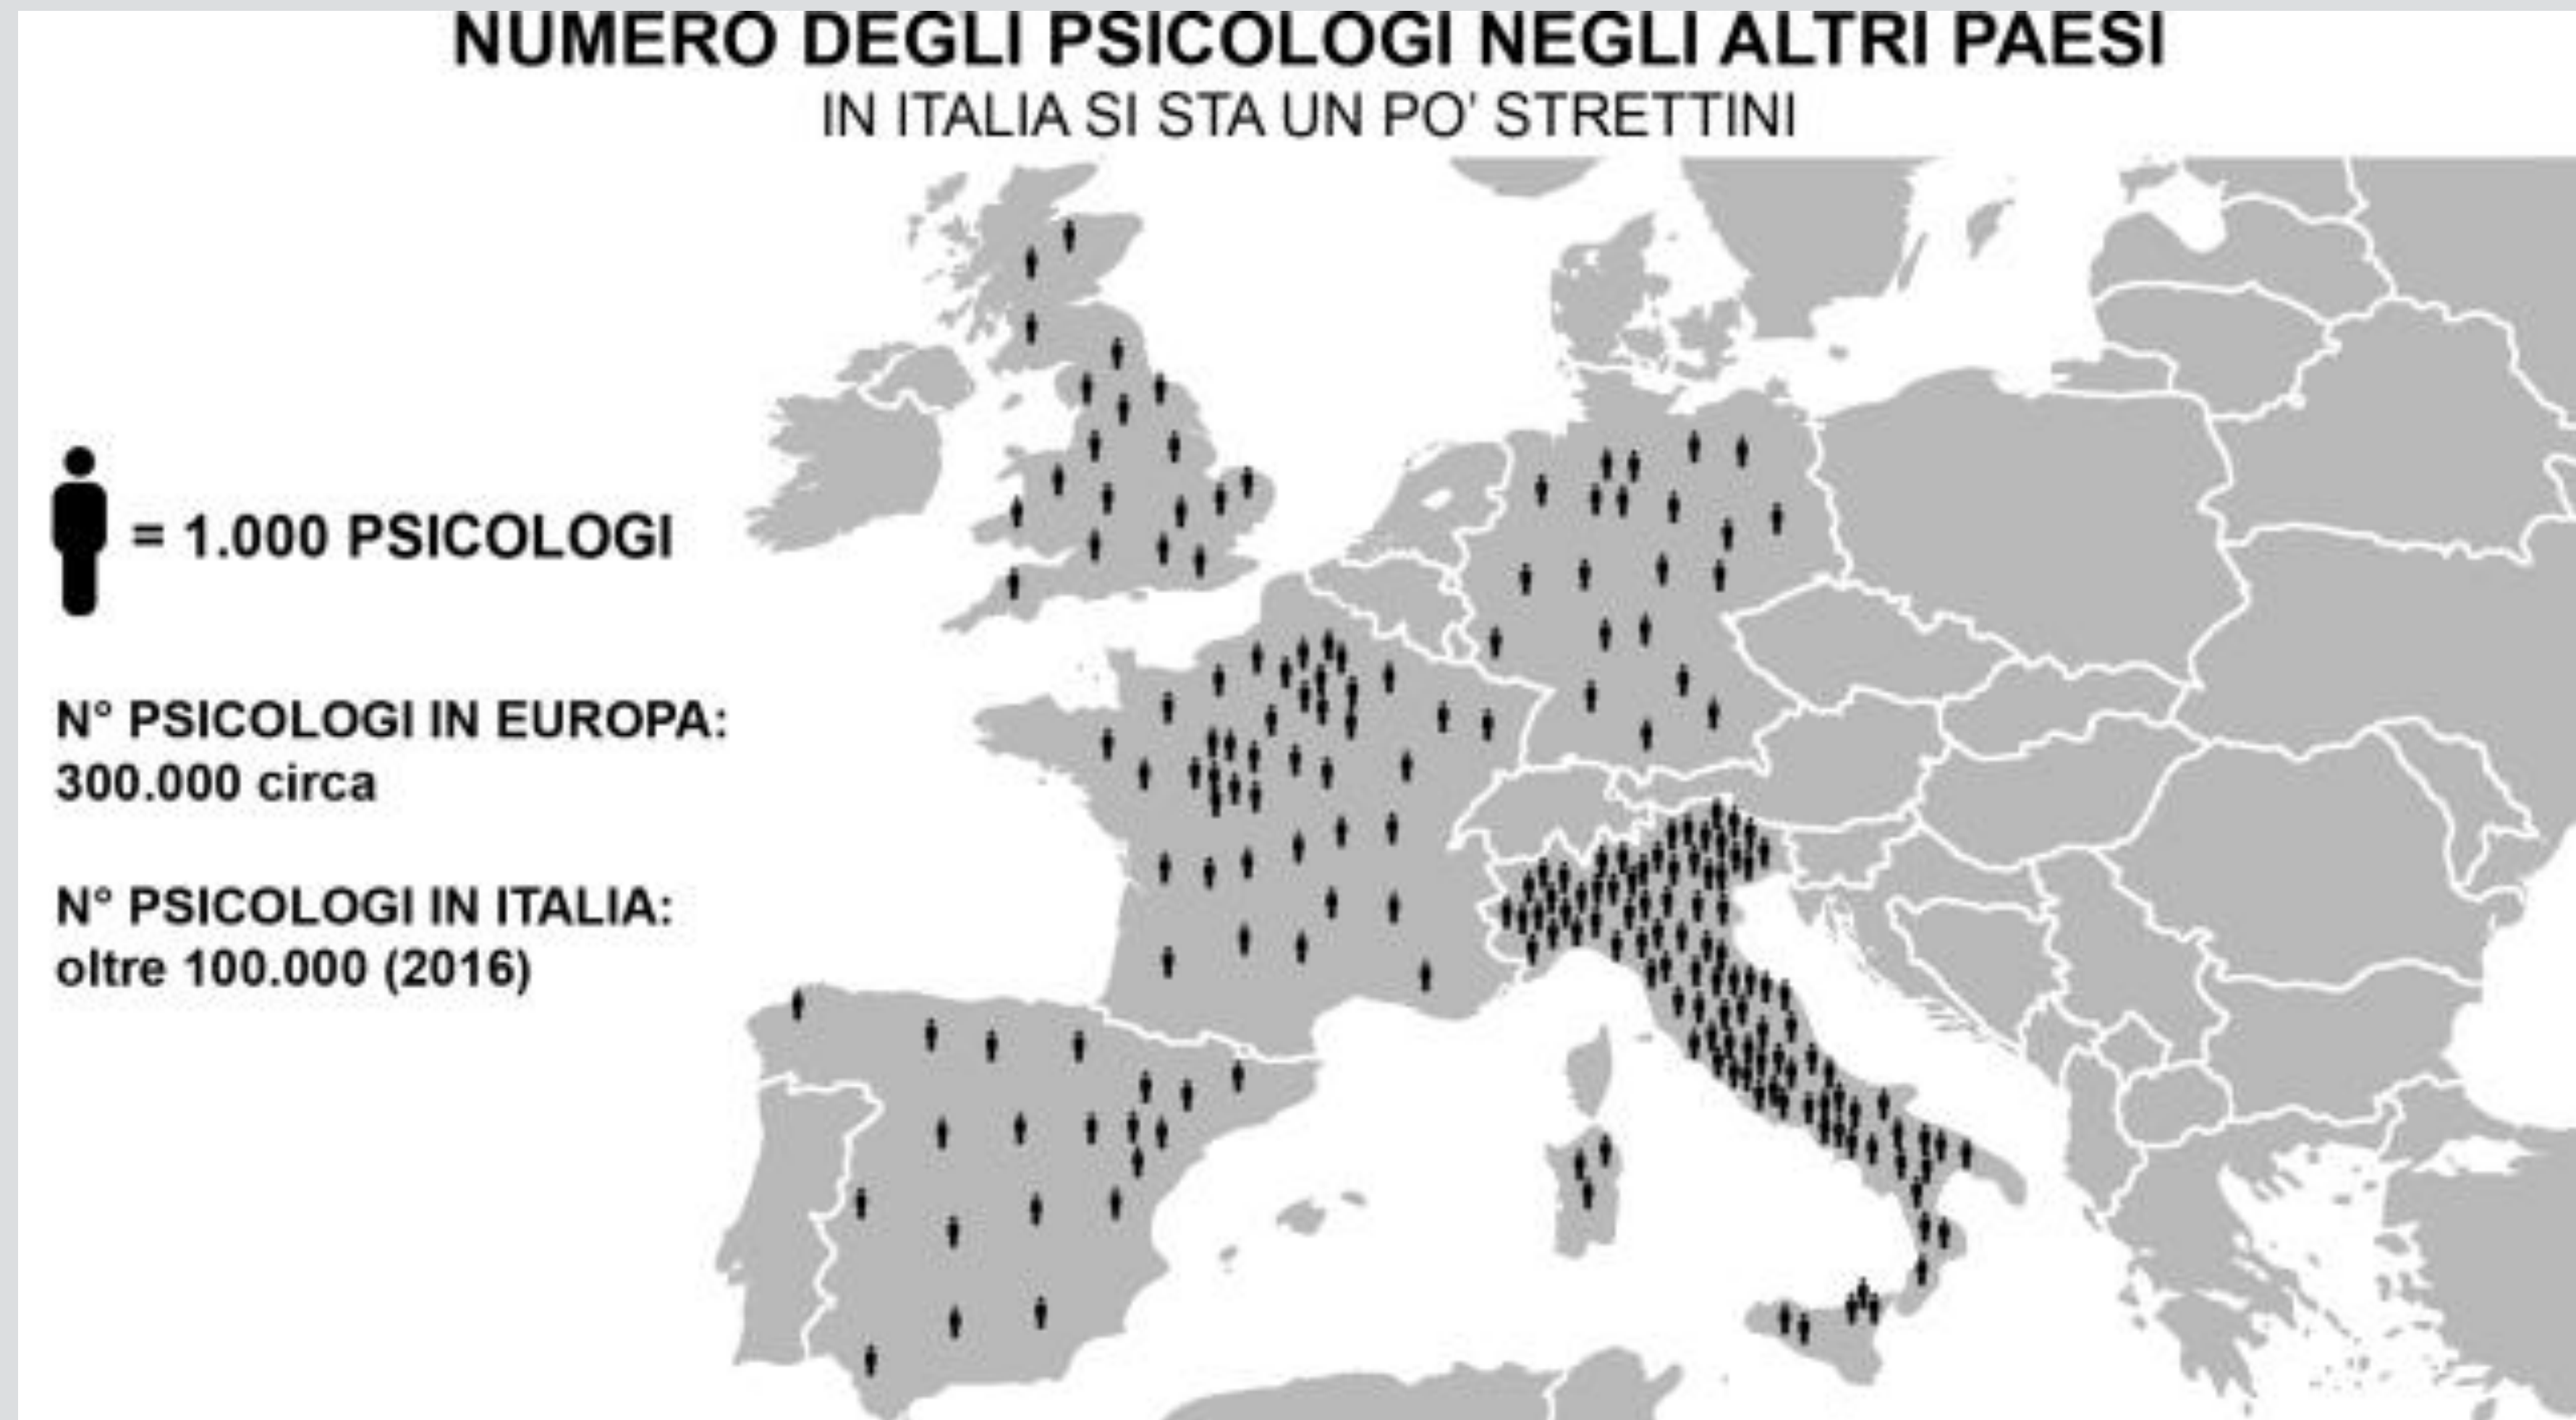 NUMERO DEGLI PSICOLOGI NEGLI ALTRI PAESI
IN ITALIA SI STA UN PO' STRETTINI
= 1.000 PSICOLOGI
N° PSICOLOGI IN EUROPA:
300.000 circa
N° PSICOLOGI IN ITALIA:
oltre 100.000 (2016)